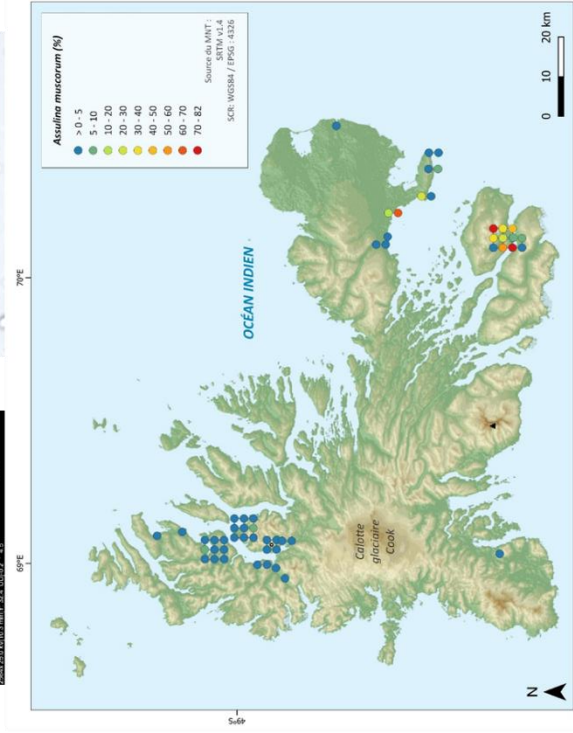 Assulina muscorum (%)
> 0 - 5
5 - 10
10 - 20
20 - 30
30 - 40
40 - 50
50 - 60
60 - 70
70 - 82
Source du MNT :
SRTM v1.4
SCR: WGS84 / EPSG : 4326
70°E
OCÉAN INDIEN
69°E
Calotte
glaciaire
Cook
49°S
N
0 10 20 km